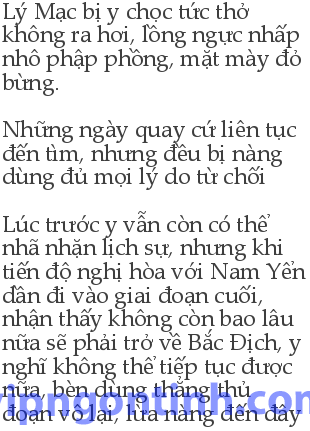 Lý Mạc bị y chọc tức thở
không ra hơi, lồng ngực nhấp
nhô phập phồng, mặt mày đỏ
bừng.
Những ngày quay cứ liên tục
đến tìm, nhưng đều bị nàng
dùng đủ mọi lý do từ chối
Lúc trước y vẫn còn có thể
nhã nhặn lịch sự, nhưng khi
tiến độ nghị hòa với Nam Yển
dần đi vào giai đoạn cuối,
nhận thấy không còn bao lâu
nữa sẽ phải trở về Bắc Địch, y
nghĩ không thể tiếp tục được
nữa, bèn dùng thẳng thủ
đoạn vô lại, lừa nàng đến đây
vipngontinh.com